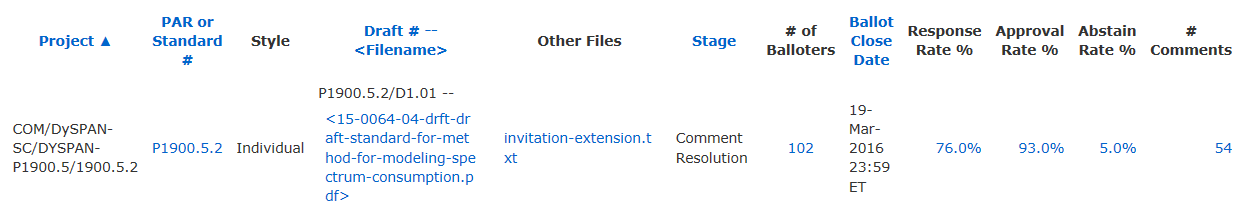 Project ▲
PAR or
Standard
#
Style
Draft # --
<Filename>
Other Files
Stage
# of
Balloters
Ballot
Close
Date
Response
Rate %
Approval
Rate %
Abstain
Rate %
#
Comments
COM/DySPAN-
SC/DYSPAN-
P1900.5/1900.5.2
P1900.5.2
Individual
P1900.5.2/D1.01 --
<15-0064-04-drft-dr
aft-standard-for-met
hod-for-modeling-spe
ctrum-consumption.p
df>
invitation-extension.t
xt
Comment
Resolution
102
19-
Mar-
2016
23:59
ET
76.0%
93.0%
5.0%
54